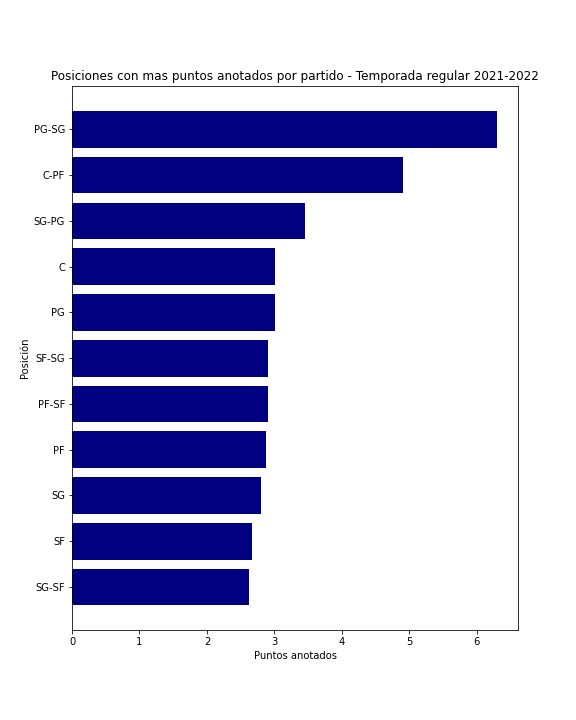 Posiciones con mas puntos anotados por partido - Temporada regular 2021-2022
PG-SG
C-PF
SG-PG
C
PG
SF-SG
PF-SF
PF
SG
SF
SG-SF
Posición
0 1 2 3 4 5 6
Puntos anotados